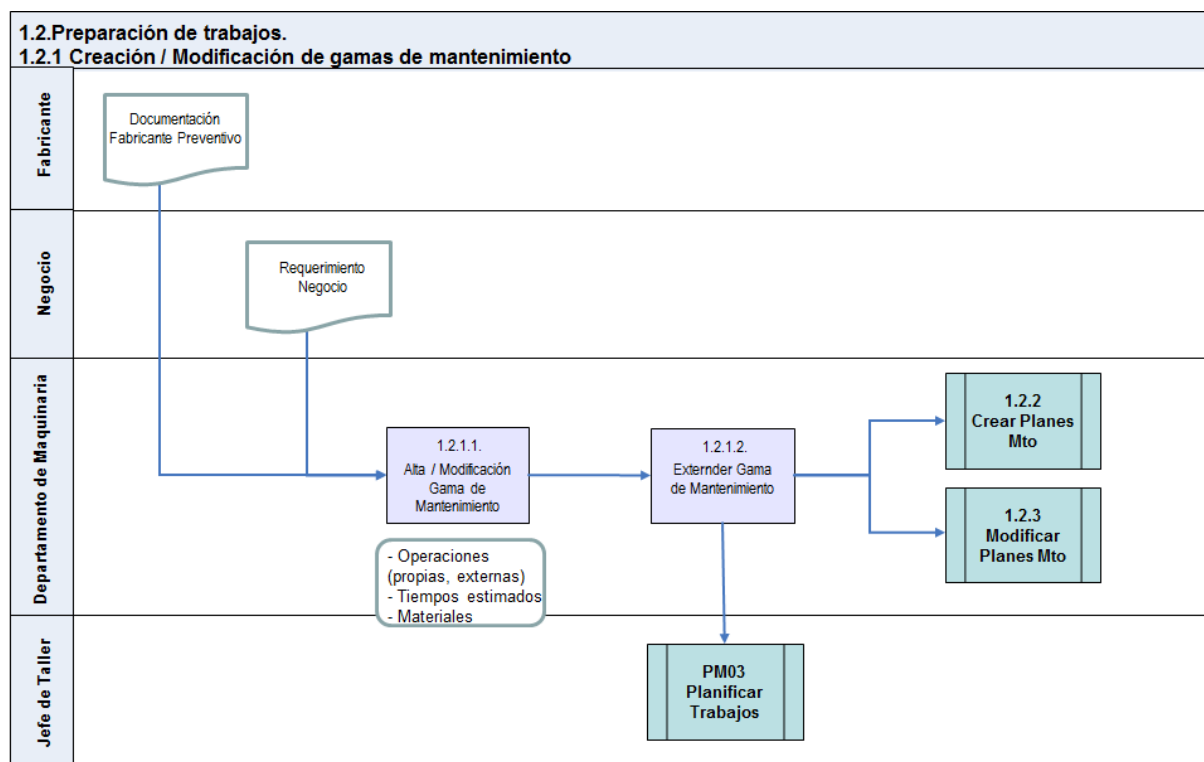 1.2.Preparación de trabajos.
1.2.1 Creación / Modificación de gamas de mantenimiento
Fabricante
Documentación
Fabricante Preventivo
Negocio
Requerimiento
Negocio
Departamento de Maquinaria
1.2.1.1.
Alta / Modificación
Gama de
Mantenimiento
- Operaciones
(propias, externas)
- Tiempos estimados
- Materiales
1.2.1.2.
Externder Gama
de Mantenimiento
1.2.2
Crear Planes
Mto
1.2.3
Modificar
Planes Mto
Jefe de Taller
PM03
Planificar
Trabajos